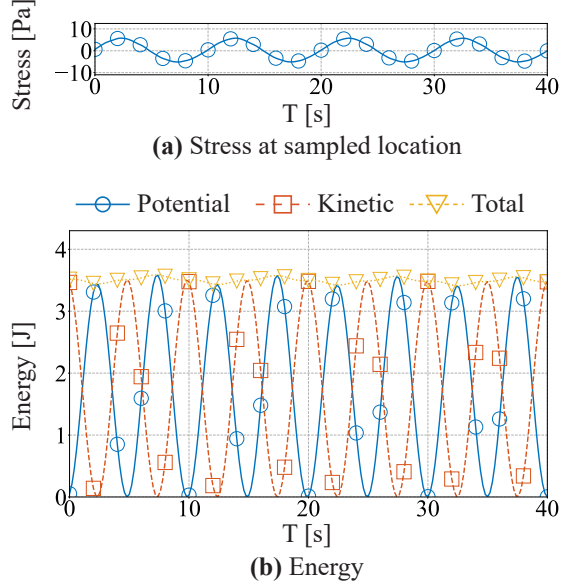 Stress [Pa]
10
0
−10
0 10 20 30 40
T [s]
(a) Stress at sampled location
Potential Kinetic Total
Energy [J]
4
3
2
1
0
0 10 20 30 40
T [s]
(b) Energy